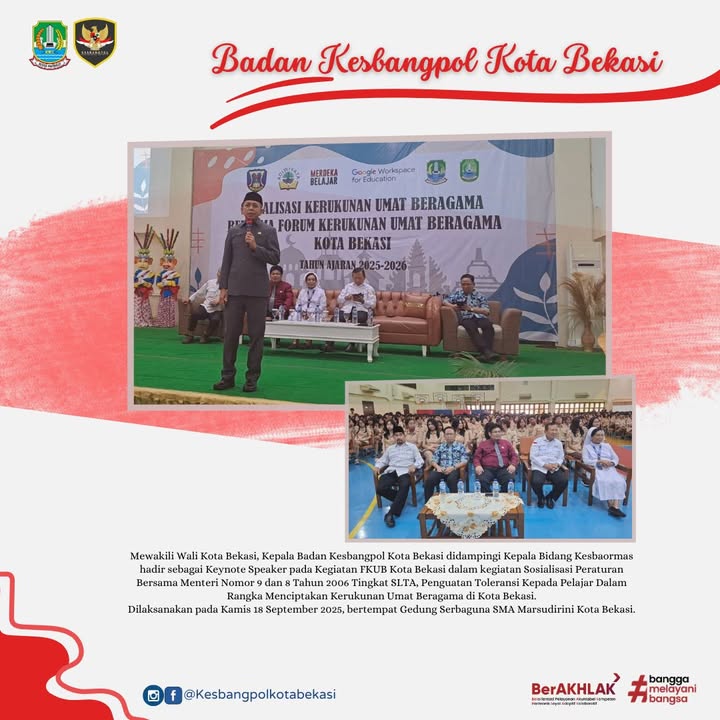 Badan Kesbangpol Kota Bekasi
MERDEKA
BELAJAR
Google Workspace
for Education
ALISASI KERUKUNAN UMAT BERAGAMA
FORUM KERUKUNAN UMAT BERAGAMA
KOTA BEKASI
TAHUN AJARAN 2025-2026
Mewakili Wali Kota Bekasi, Kepala Badan Kesbangpol Kota Bekasi didampingi Kepala Bidang Kesbaormas
hadir sebagai Keynote Speaker pada Kegiatan FKUB Kota Bekasi dalam kegiatan Sosialisasi Peraturan
Bersama Menteri Nomor 9 dan 8 Tahun 2006 Tingkat SLTA, Penguatan Toleransi Kepada Pelajar Dalam
Rangka Menciptakan Kerukunan Umat Beragama di Kota Bekasi.
Dilaksanakan pada Kamis 18 September 2025, bertempat Gedung Serbaguna SMA Marsudirini Kota Bekasi.
@Kesbangpolkotabekasi
BerAKHLAK
#bangga
melayani
bangsa